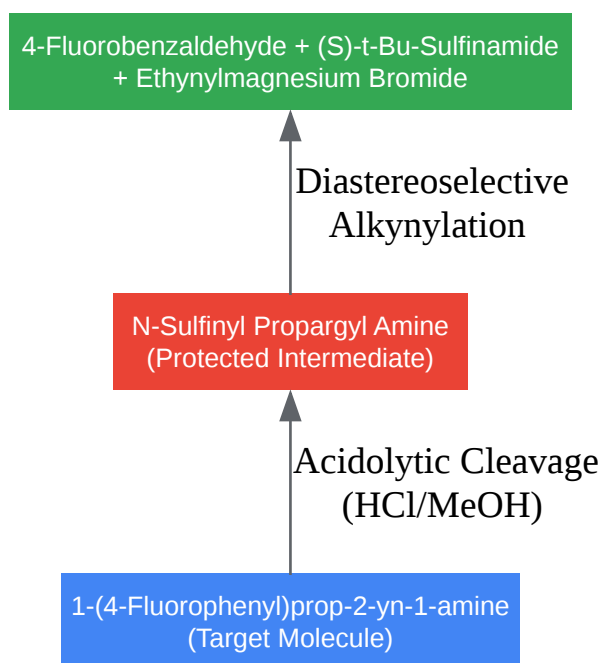 4-Fluorobenzaldehyde + (S)-t-Bu-Sulfinamide
+ Ethynylmagnesium Bromide
Diastereoselective
Alkynylation
N-Sulfinyl Propargyl Amine
(Protected Intermediate)
Acidolytic Cleavage
(HCl/MeOH)
1-(4-Fluorophenyl)prop-2-yn-1-amine
(Target Molecule)